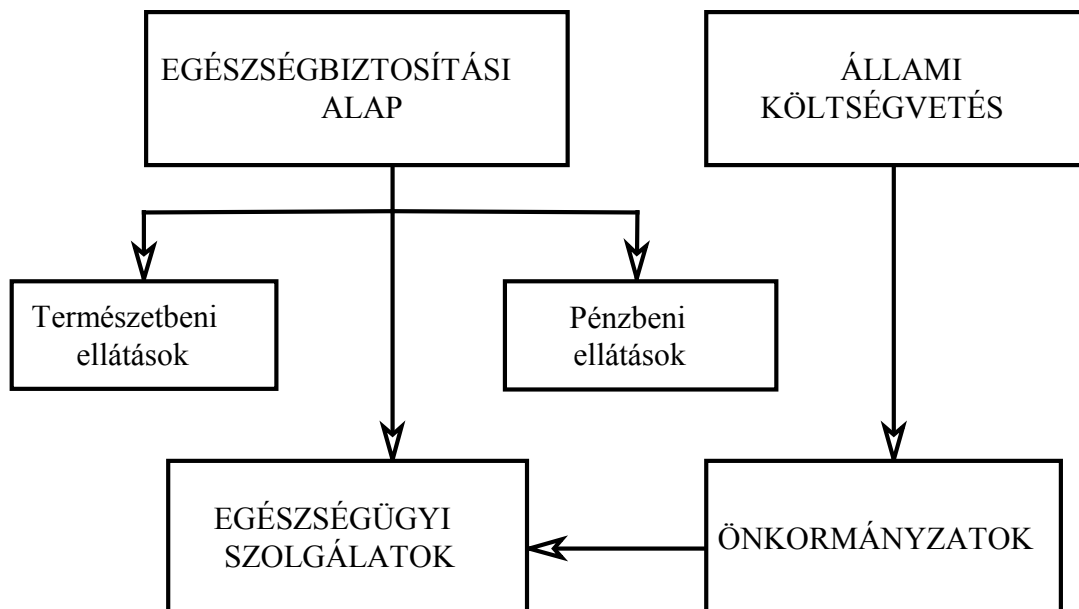 EGÉSZSÉGBIZTOSÍTÁSI
ALAP
ÁLLAMI
KÖLTSÉGVETÉS
Természetbeni
ellátások
Pénzbeni
ellátások
EGÉSZSÉGÜGYI
SZOLGÁLATOK
ÖNKORMÁNYZATOK